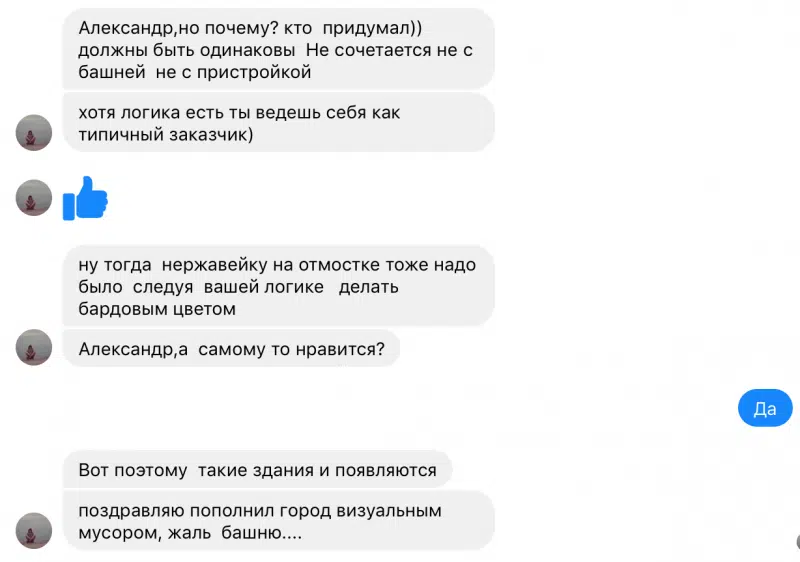 Александр,но почему? кто  придумал))
должны быть одинаковы  Не сочетается не с
башней  не с пристройкой
хотя логика есть ты ведешь себя как
типичный заказчик)
ну тогда  нержавейку на отмостке тоже надо
было  следуя  вашей логике   делать
бардовым цветом
Александр,а  самому то нравится?
Да
Вот поэтому  такие здания и появляются
поздравляю пополнил город визуальным
мусором, жаль  башню....